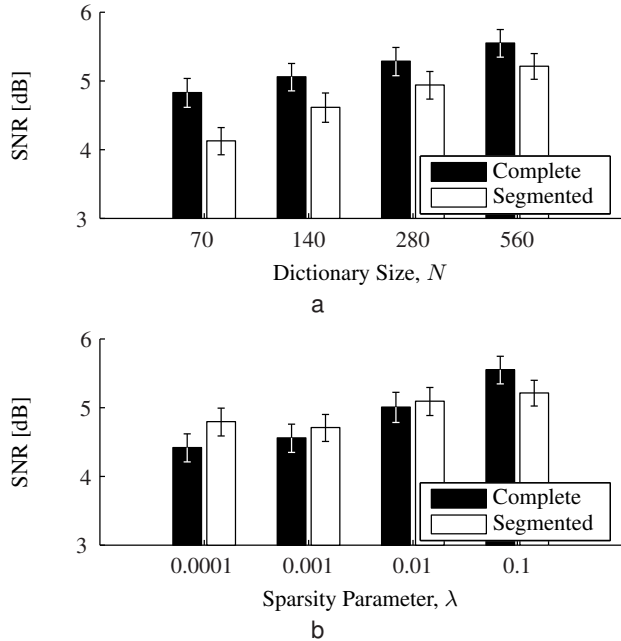 6
5
4
3
SNR [dB]
Complete
Segmented
70 140 280 560
Dictionary Size, N
a
6
5
4
3
SNR [dB]
Complete
Segmented
0.0001 0.001 0.01 0.1
Sparsity Parameter, λ
b